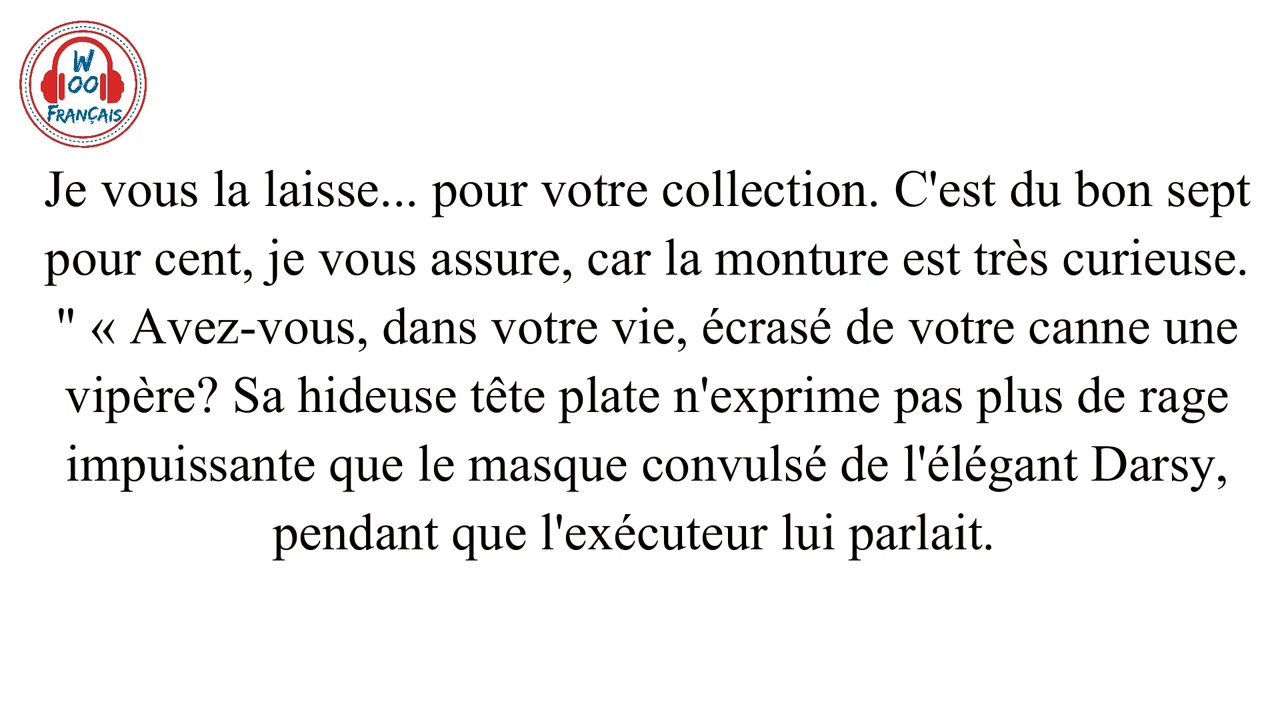 W
OO
FRANÇAIS
Je vous la laisse... pour votre collection. C'est du bon sept
pour cent, je vous assure, car la monture est très curieuse.
" « Avez-vous, dans votre vie, écrasé de votre canne une
vipère? Sa hideuse tête plate n'exprime pas plus de rage
impuissante que le masque convulsé de l'élégant Darsy,
pendant que l'exécuteur lui parlait.